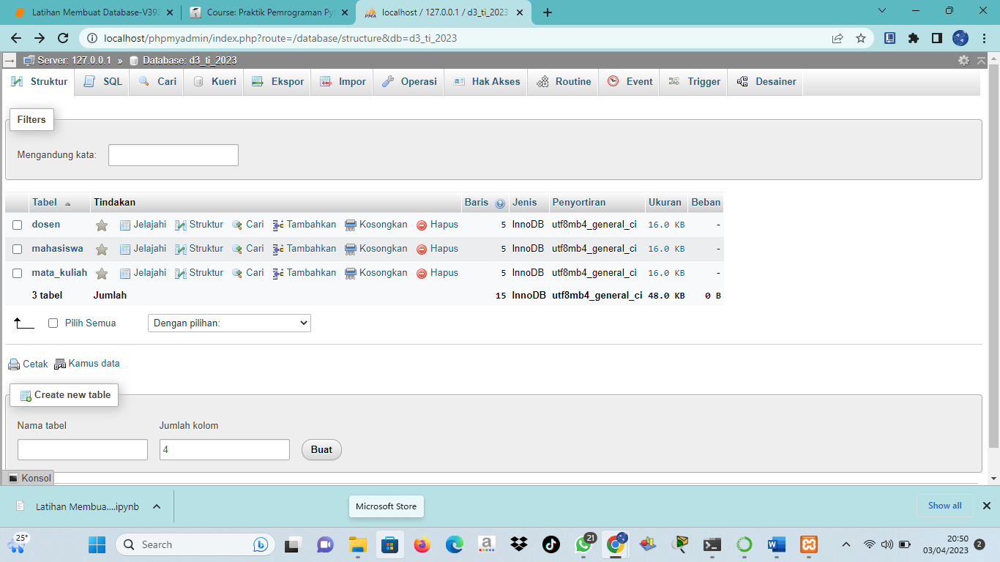 Latihan Membuat Database-V392
Course: Praktik Pemrograman Pyt
localhost / 127.0.0.1 / d3_ti_2023
localhost/phpmyadmin/index.php?route=/database/structure&db=d3_ti_2023
Server: 127.0.0.1 » Database: d3_ti_2023
Struktur SQL Cari Kueri Ekspor Impor Operasi Hak Akses Routine Event Trigger Desainer
Filters
Mengandung kata:
Tabel Tindakan Baris Jenis Penyortiran Ukuran Beban
dosen Jelajahi Struktur Cari Tambahkan Kosongkan Hapus 5 InnoDB utf8mb4_general_ci 16.0 KB -
mahasiswa Jelajahi Struktur Cari Tambahkan Kosongkan Hapus 5 InnoDB utf8mb4_general_ci 16.0 KB -
mata_kuliah Jelajahi Struktur Cari Tambahkan Kosongkan Hapus 5 InnoDB utf8mb4_general_ci 16.0 KB -
3 tabel Jumlah 15 InnoDB utf8mb4_general_ci 48.0 KB 0 B
Pilih Semua Dengan pilihan:
Cetak Kamus data
Create new table
Nama tabel Jumlah kolom
4 Buat
Konsol
Latihan Membua....ipynb Microsoft Store Show all
25° Search 21 20:50
03/04/2023 2